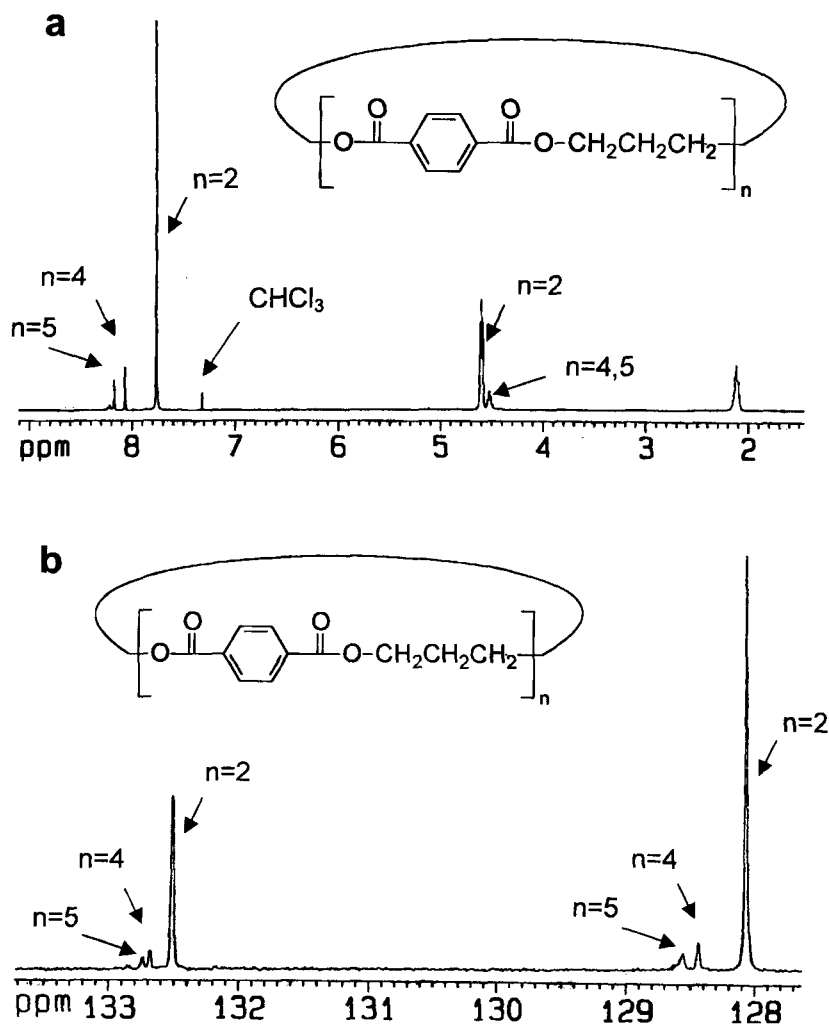 a
O
O
O
O-CH₂CH₂CH₂
n
n=2
n=4
n=5
CHCl₃
n=2
n=4,5
ppm 8 7 6 5 4 3 2
b
O
O
O
O-CH₂CH₂CH₂
n
n=2
n=2
n=4
n=5
n=4
n=5
ppm 133 132 131 130 129 128